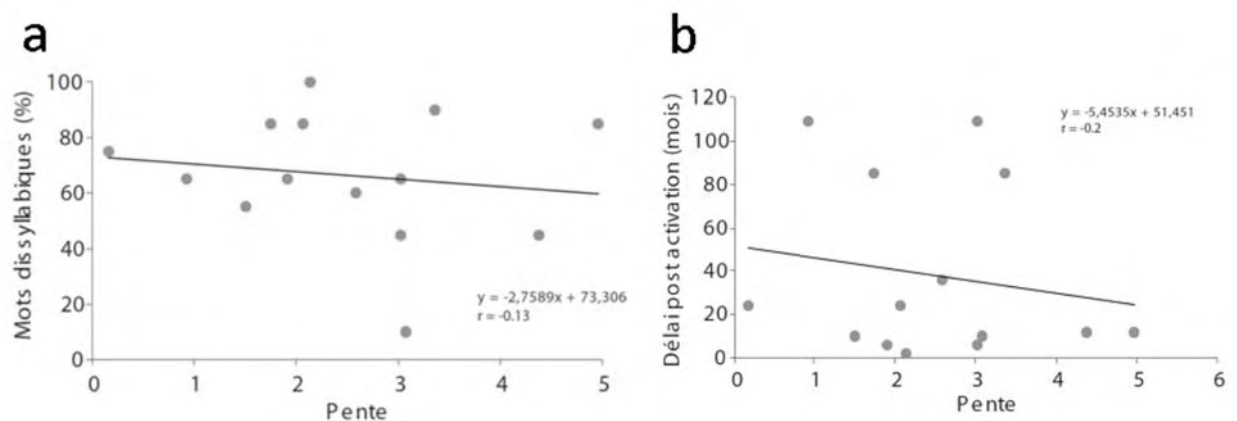 a
Mots dissyllabiques (%)
100
80
60
40
20
0
0 1 2 3 4 5
Pente
y = -2,7589x + 73,306
r = -0.13
b
Délai post activation (mois)
120
100
80
60
40
20
0
0 1 2 3 4 5 6
Pente
y = -5,4535x + 51,451
r = -0.2